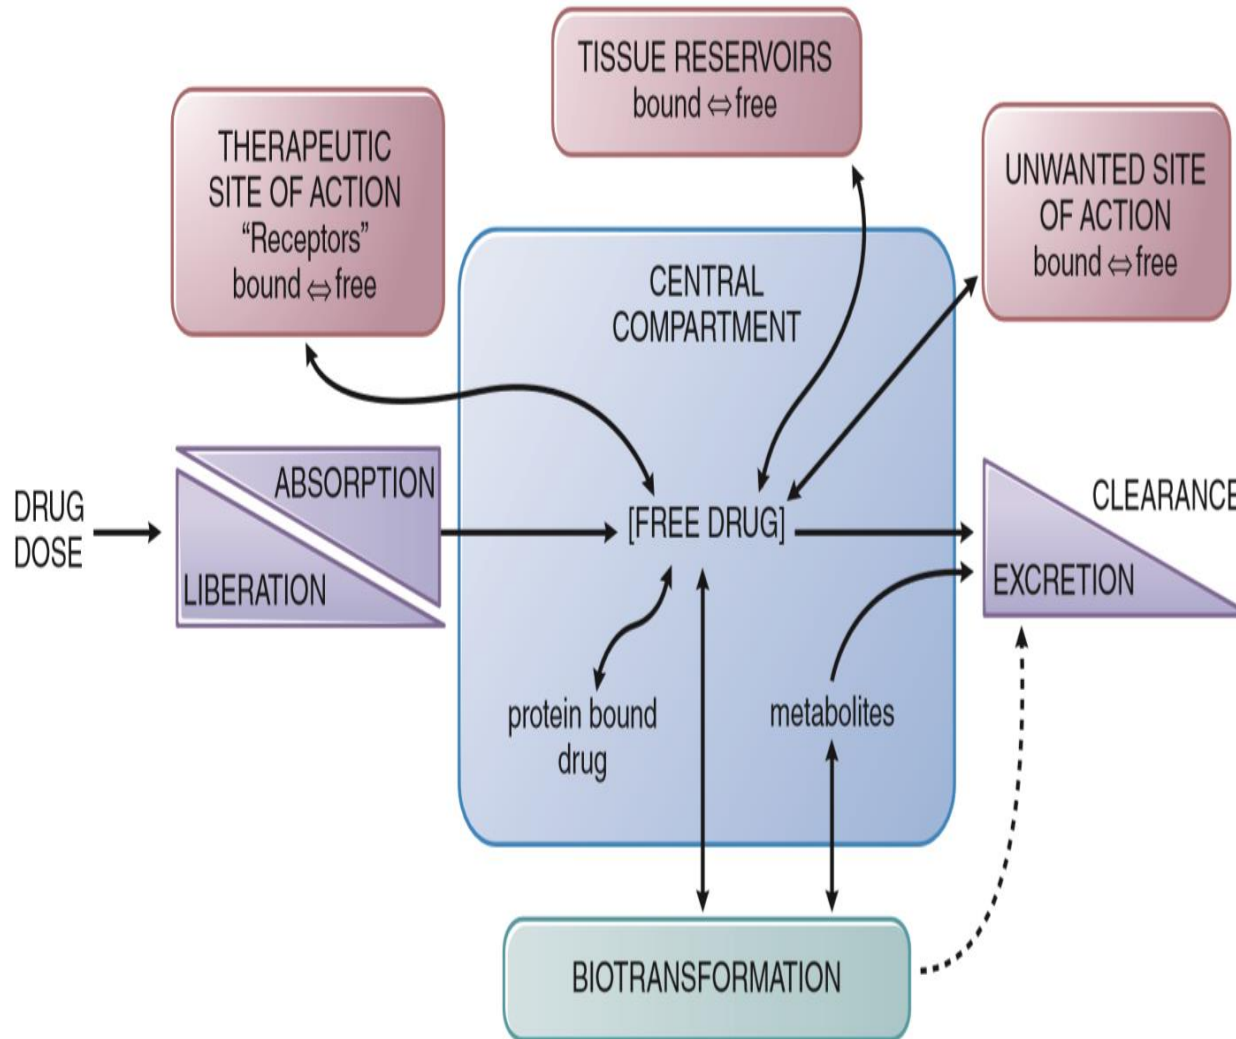 TISSUE RESERVOIRS
bound ⇔ free
THERAPEUTIC
SITE OF ACTION
“Receptors”
bound ⇔ free
UNWANTED SITE
OF ACTION
bound ⇔ free
CENTRAL
COMPARTMENT
DRUG
DOSE
ABSORPTION
LIBERATION
[FREE DRUG]
CLEARANCE
EXCRETION
protein bound
drug
metabolites
BIOTRANSFORMATION